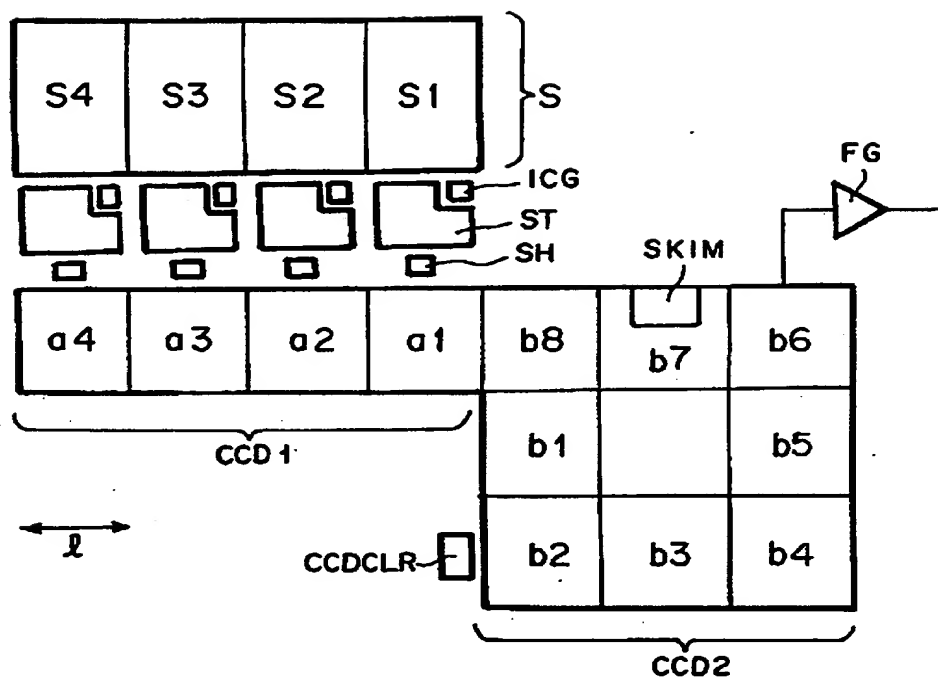 S4 S3 S2 S1 S
FG
ICG
ST
SH
SKIM
a4 a3 a2 a1 b8 b7 b6
CCD1
b1 b5
ℓ
CCDCLR
b2 b3 b4
CCD2